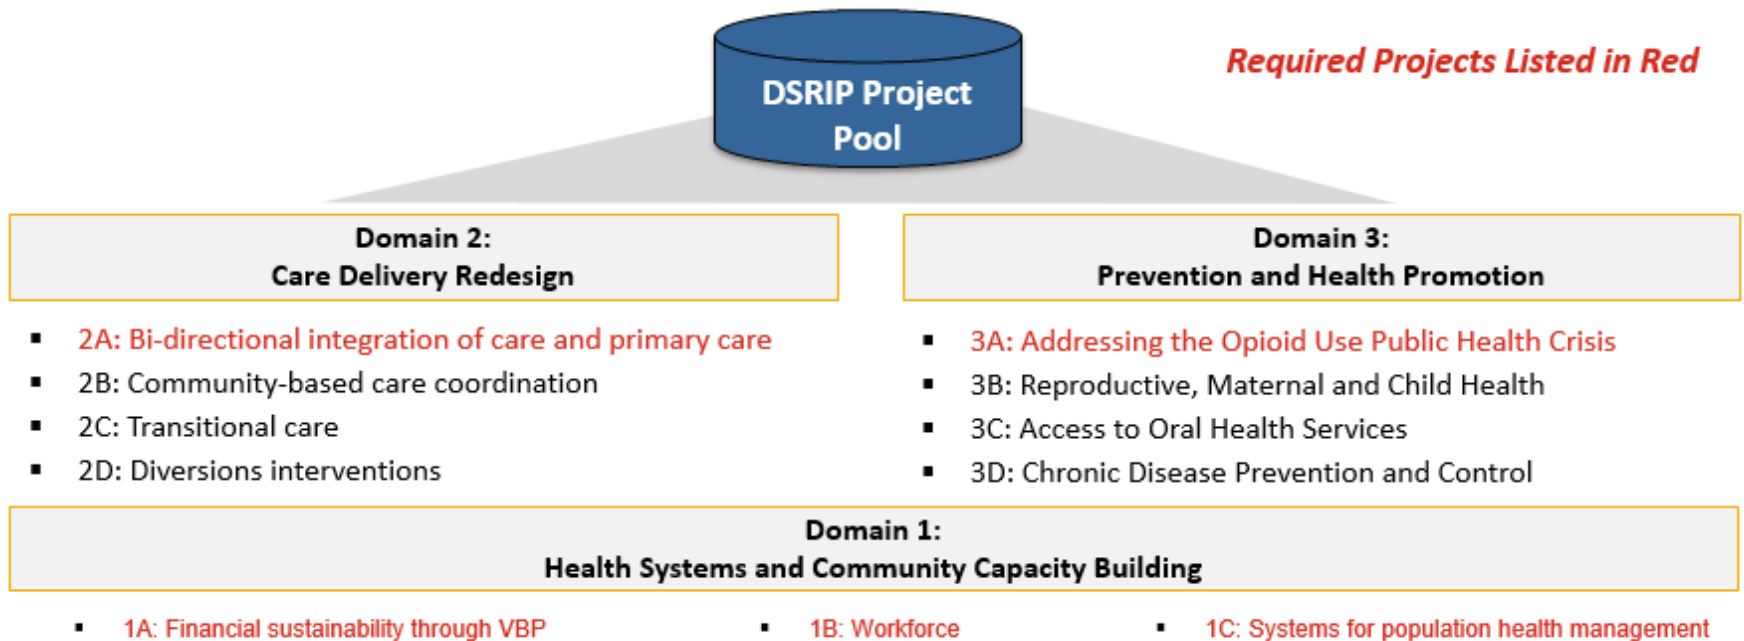 DSRIP Project
Pool
Required Projects Listed in Red
Domain 2:
Care Delivery Redesign
▪ 2A: Bi-directional integration of care and primary care
▪ 2B: Community-based care coordination
▪ 2C: Transitional care
▪ 2D: Diversions interventions
Domain 3:
Prevention and Health Promotion
▪ 3A: Addressing the Opioid Use Public Health Crisis
▪ 3B: Reproductive, Maternal and Child Health
▪ 3C: Access to Oral Health Services
▪ 3D: Chronic Disease Prevention and Control
Domain 1:
Health Systems and Community Capacity Building
▪ 1A: Financial sustainability through VBP
▪ 1B: Workforce
▪ 1C: Systems for population health management